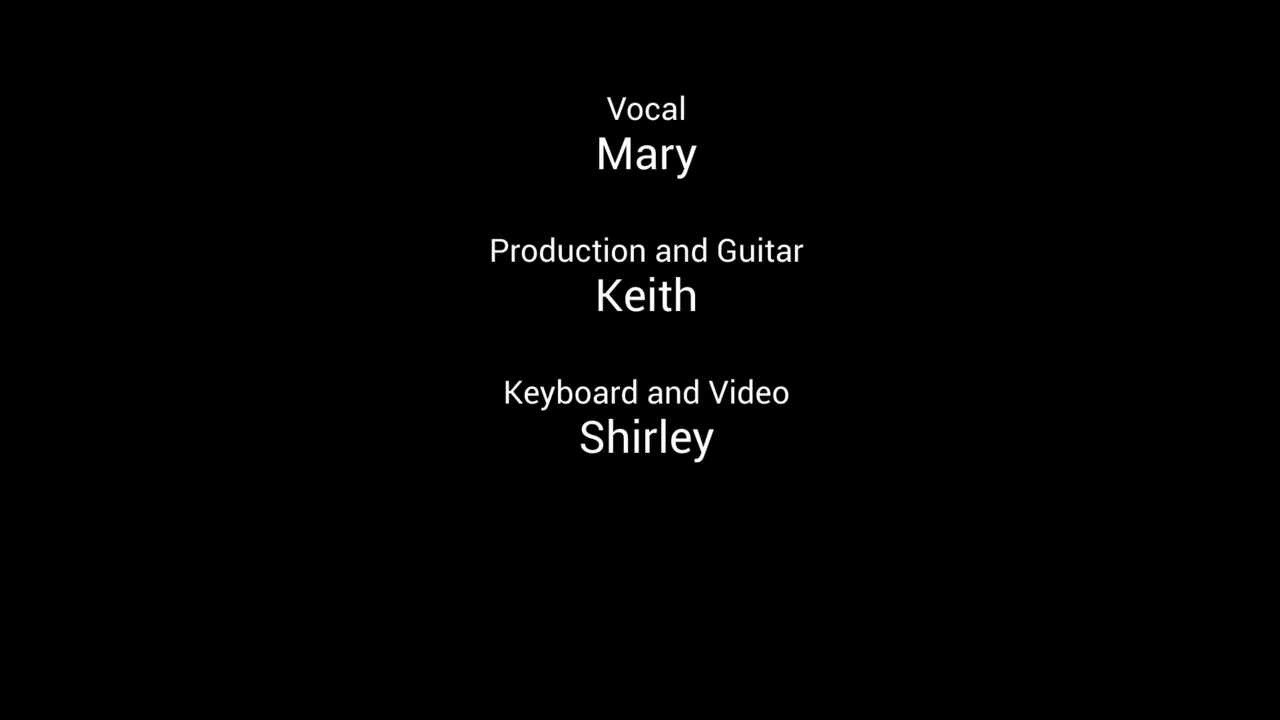 Vocal
Mary
Production and Guitar
Keith
Keyboard and Video
Shirley